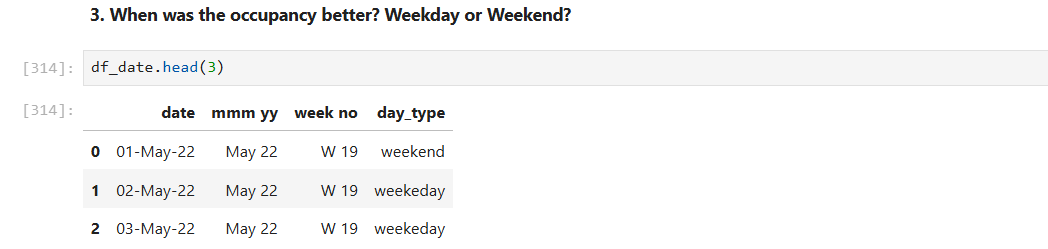 3. When was the occupancy better? Weekday or Weekend?
[314]: df_date.head(3)
[314]:
date mmm yy week no day_type
0 01-May-22 May 22 W 19 weekend
1 02-May-22 May 22 W 19 weekeday
2 03-May-22 May 22 W 19 weekeday